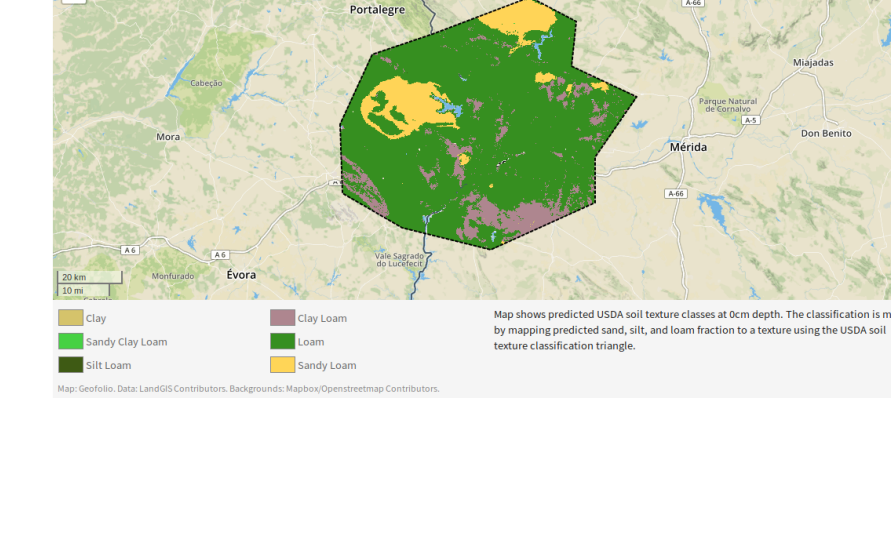 Portalegre
A-66
Miajadas
Cabeção
Parque Natural
de Cornalvo
A-5
Mora
Don Benito
Mérida
A-66
A 6
A 6
Vale Sagrado
do Lucefecit
20 km
10 mi
Monfurado
Évora
Clay
Clay Loam
Sandy Clay Loam
Loam
Silt Loam
Sandy Loam
Map shows predicted USDA soil texture classes at 0cm depth. The classification is m
by mapping predicted sand, silt, and loam fraction to a texture using the USDA soil
texture classification triangle.
Map: Geofolio. Data: LandGIS Contributors. Backgrounds: Mapbox/Openstreetmap Contributors.